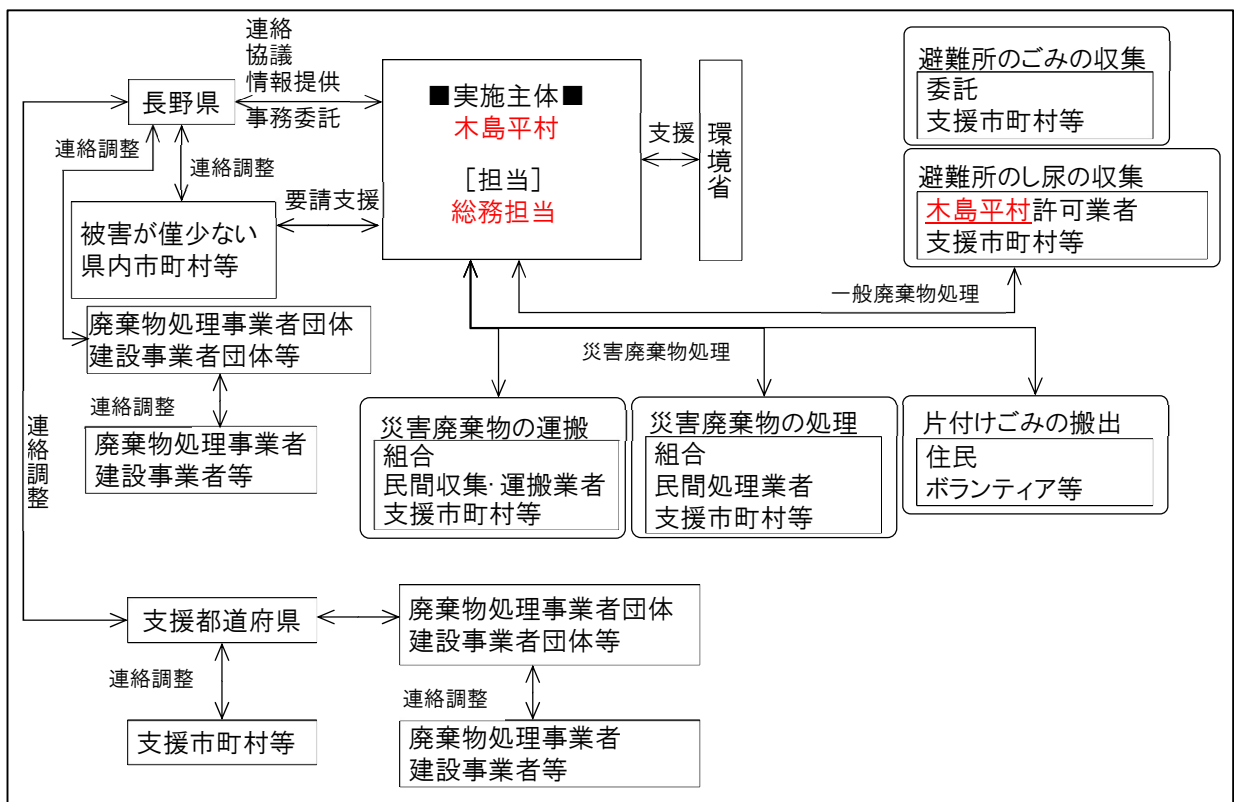 連絡
協議
情報提供
事務委託
長野県
連絡調整
連絡調整
被害が僅少ない
県内市町村等
要請支援
■実施主体■
木島平村
［担当］
総務担当
支援
環境省
避難所のごみの収集
委託
支援市町村等
避難所のし尿の収集
木島平村許可業者
支援市町村等
一般廃棄物処理
災害廃棄物処理
廃棄物処理事業者団体
建設事業者団体等
連絡調整
廃棄物処理事業者
建設事業者等
連絡調整
災害廃棄物の運搬
組合
民間収集・運搬業者
支援市町村等
災害廃棄物の処理
組合
民間処理業者
支援市町村等
片付けごみの搬出
住民
ボランティア等
支援都道府県
連絡調整
支援市町村等
廃棄物処理事業者団体
建設事業者団体等
連絡調整
廃棄物処理事業者
建設事業者等